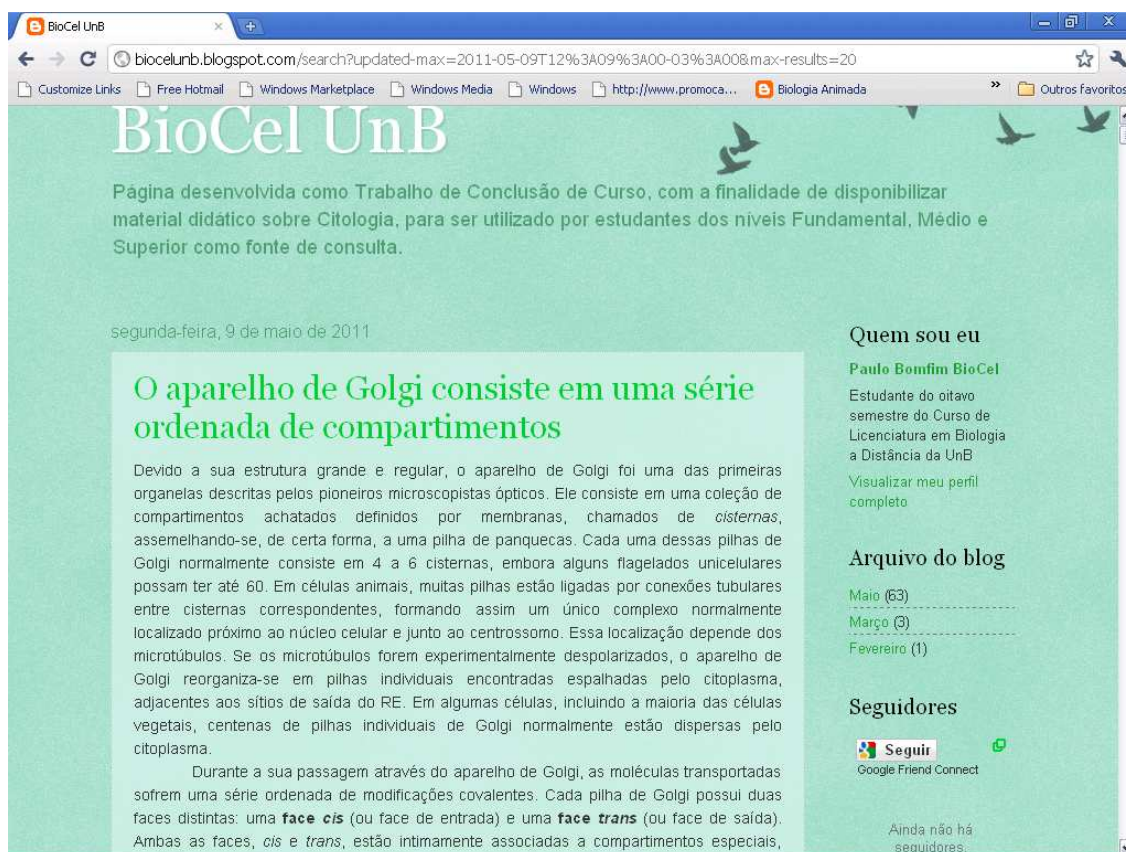 BioCel UnB
biocelunb.blogspot.com/search?updated-max=2011-05-09T12%3A09%3A00-03%3A00&max-results=20
Customize Links Free Hotmail Windows Marketplace Windows Media Windows http://www.promoca... Biologia Animada » Outros favoritos
BioCel UnB
Página desenvolvida como Trabalho de Conclusão de Curso, com a finalidade de disponibilizar
material didático sobre Citologia, para ser utilizado por estudantes dos níveis Fundamental, Médio e
Superior como fonte de consulta.
segunda-feira, 9 de maio de 2011
O aparelho de Golgi consiste em uma série
ordenada de compartimentos
Devido a sua estrutura grande e regular, o aparelho de Golgi foi uma das primeiras
organelas descritas pelos pioneiros microscopistas ópticos. Ele consiste em uma coleção de
compartimentos achatados definidos por membranas, chamados de cisternas,
assemelhando-se, de certa forma, a uma pilha de panquecas. Cada uma dessas pilhas de
Golgi normalmente consiste em 4 a 6 cisternas, embora alguns flagelados unicelulares
possam ter até 60. Em células animais, muitas pilhas estão ligadas por conexões tubulares
entre cisternas correspondentes, formando assim um único complexo normalmente
localizado próximo ao núcleo celular e junto ao centrossomo. Essa localização depende dos
microtúbulos. Se os microtúbulos forem experimentalmente despolarizados, o aparelho de
Golgi reorganiza-se em pilhas individuais encontradas espalhadas pelo citoplasma,
adjacentes aos sítios de saída do RE. Em algumas células, incluindo a maioria das células
vegetais, centenas de pilhas individuais de Golgi normalmente estão dispersas pelo
citoplasma.
Durante a sua passagem através do aparelho de Golgi, as moléculas transportadas
sofrem uma série ordenada de modificações covalentes. Cada pilha de Golgi possui duas
faces distintas: uma face cis (ou face de entrada) e uma face trans (ou face de saída).
Ambas as faces, cis e trans, estão intimamente associadas a compartimentos especiais,
Quem sou eu
Paulo Bomfim BioCel
Estudante do oitavo
semestre do Curso de
Licenciatura em Biologia
a Distância da UnB
Visualizar meu perfil
completo
Arquivo do blog
Maio (63)
Março (3)
Fevereiro (1)
Seguidores
Seguir
Google Friend Connect
Ainda não há
seguidores.